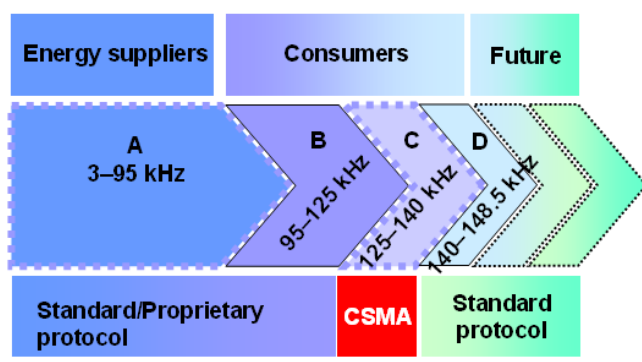 Energy suppliers
Consumers
Future
A
3–95 kHz
B
95–125 kHz
C
125–140 kHz
D
140–148.5 kHz
Standard/Proprietary
protocol
CSMA
Standard
protocol